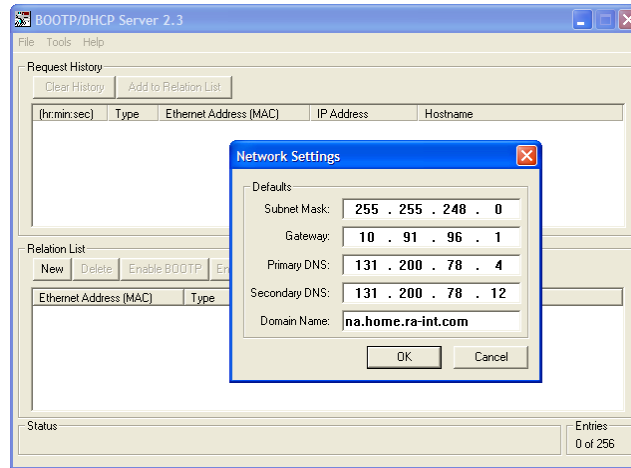 BOOTP/DHCP Server 2.3
File Tools Help
Request History
Clear History Add to Relation List
(hr:min:sec) Type Ethernet Address (MAC) IP Address Hostname
Network Settings
Defaults
Subnet Mask: 255 . 255 . 248 . 0
Gateway: 10 . 91 . 96 . 1
Primary DNS: 131 . 200 . 78 . 4
Secondary DNS: 131 . 200 . 78 . 12
Domain Name: na.home.ra-int.com
OK Cancel
Relation List
New Delete Enable BOOTP En
Ethernet Address (MAC) Type
Status
Entries
0 of 256